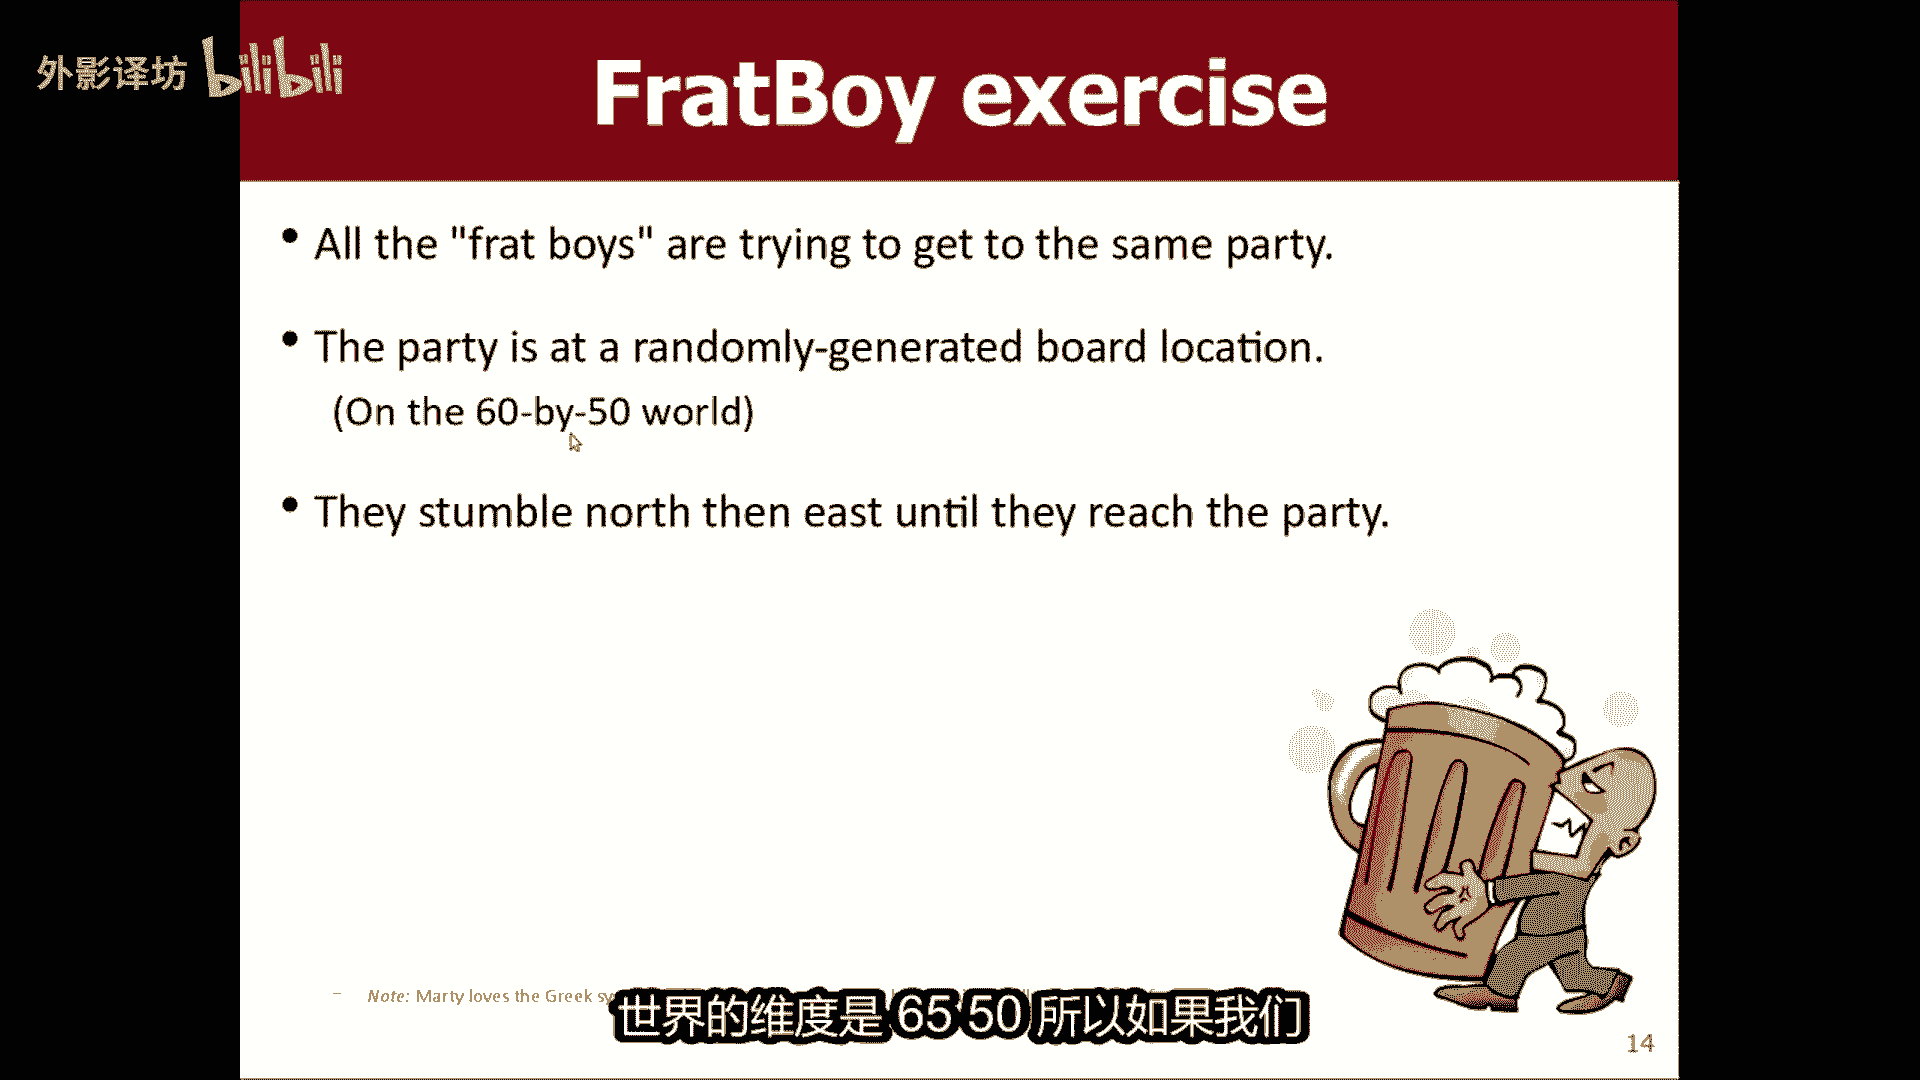 外影译坊 bilibili
FratBoy exercise
• All the "frat boys" are trying to get to the same party.
• The party is at a randomly-generated board location.
(On the 60-by-50 world)
• They stumble north then east until they reach the party.
– Note: Marty loves the Greek
世界的维度是 65 50 所以如果我们
14